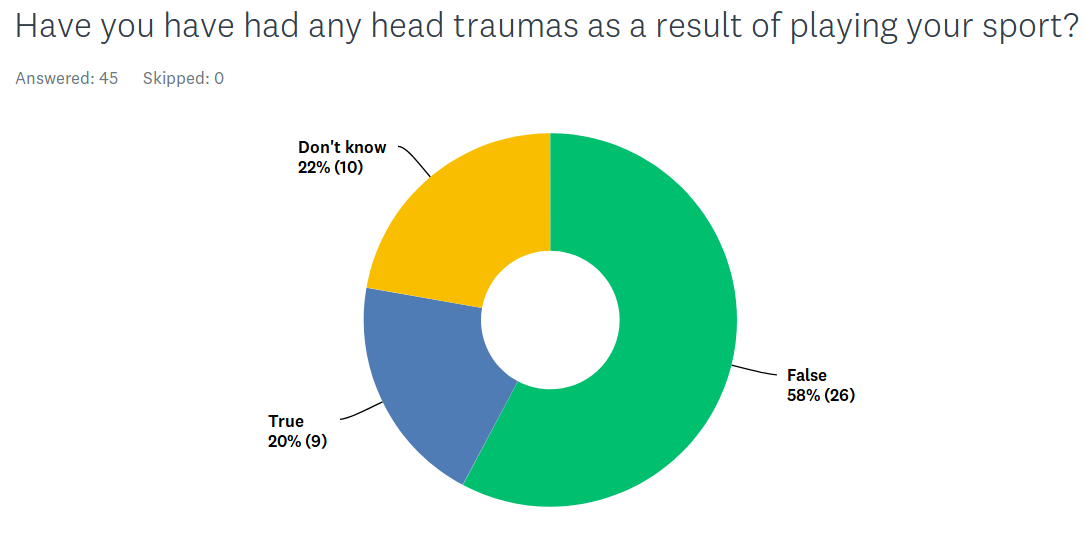 Have you have had any head traumas as a result of playing your sport?
Answered: 45 Skipped: 0
Don't know
22% (10)
False
58% (26)
True
20% (9)